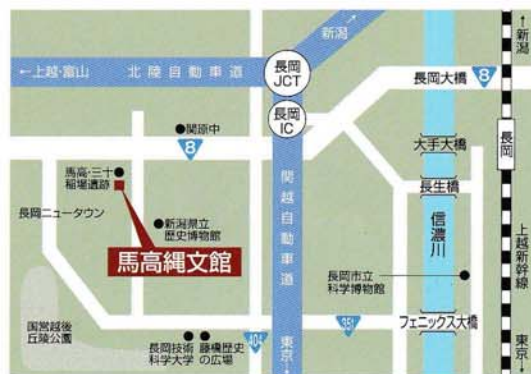 ↑新潟
新潟
←上越・富山 北陸自動車道
長岡
JCT
長岡大橋
8
長岡
IC
関原中
8
大手大橋
長岡
馬高・三十
稲場遺跡
長生橋
長岡ニュータウン
新潟県立
歴史博物館
関越自動車道
信濃川
上越新幹線
馬高縄文館
長岡市立
科学博物館
国営越後
丘陵公園
351
フェニックス大橋
長岡技術
科学大学
藤橋歴史
の広場
404
東京→
東京→